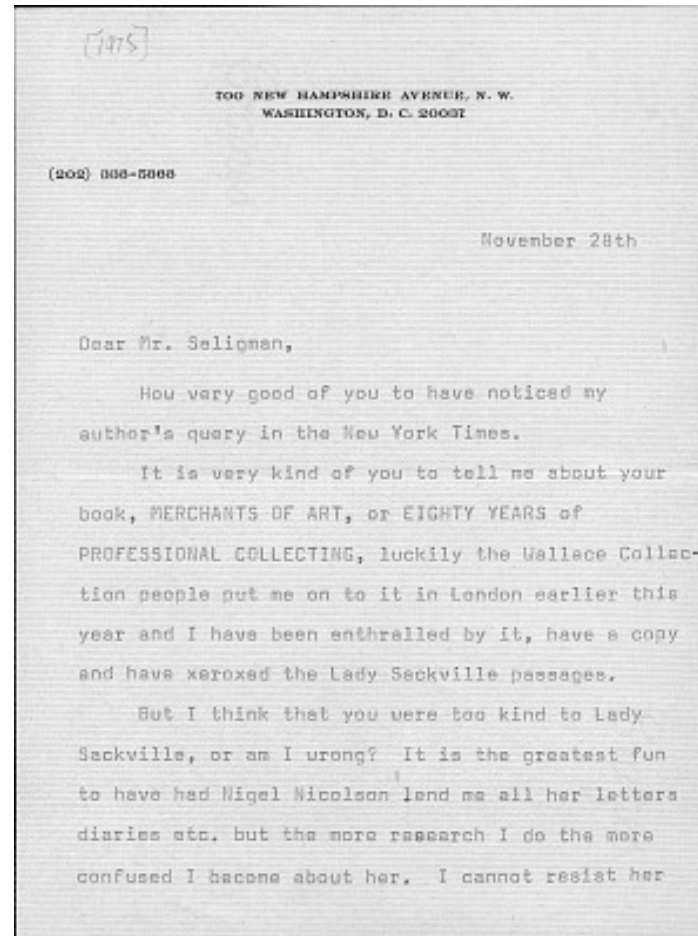 [1975]
700 NEW HAMPSHIRE AVENUE, N. W.
WASHINGTON, D. C. 20037
(202)
November 28th
Dear Mr. Seligman,
How very good of you to have noticed my
author's query in the New York Times.
It is very kind of you to tell me about your
book, MERCHANTS OF ART, or EIGHTY YEARS of
PROFESSIONAL COLLECTING, luckily the Wallace Collec-
tion people put me on to it in London earlier this
year and I have been enthralled by it, have a copy
and have xeroxed the Lady Sackville passages.
But I think that you were too kind to Lady
Sackville, or am I wrong? It is the greatest fun
to have had Nigel Nicolson lend me all her letters
diaries etc. but the more research I do the more
confused I become about her. I cannot resist her